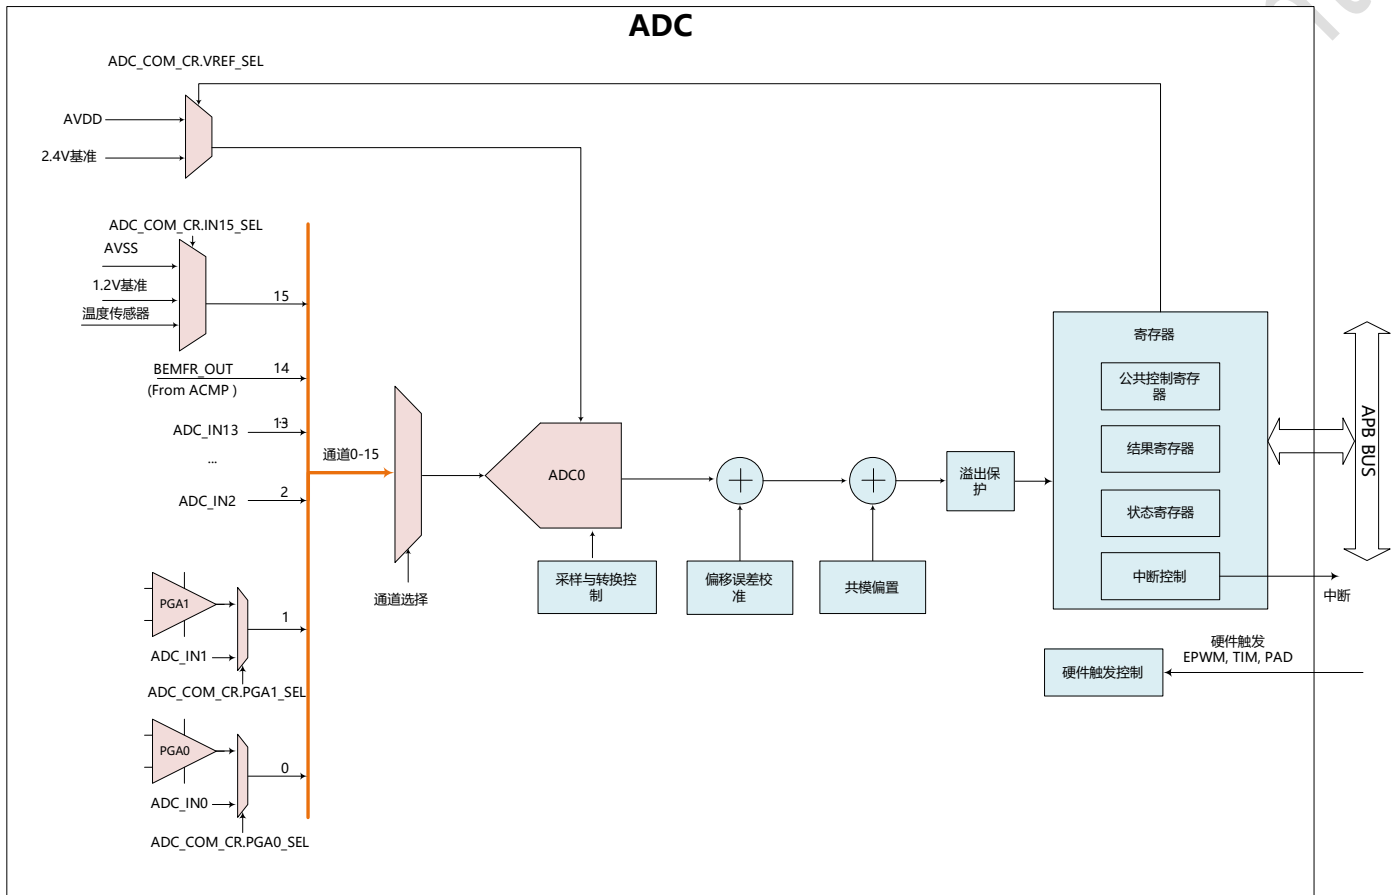 ADC
ADC_COM_CR.VREF_SEL
AVDD
2.4V基准
ADC_COM_CR.IN15_SEL
AVSS
1.2V基准
温度传感器
15
BEMFR_OUT
(From ACMP )
14
ADC_IN13
13
...
ADC_IN2
2
通道0-15
通道选择
ADC0
采样与转换控
制
偏移误差校
准
共模偏置
溢出保
护
寄存器
公共控制寄存
器
结果寄存器
状态寄存器
中断控制
APB BUS
中断
硬件触发
EPWM, TIM, PAD
硬件触发控制
PGA1
1
ADC_IN1
ADC_COM_CR.PGA1_SEL
PGA0
0
ADC_IN0
ADC_COM_CR.PGA0_SEL